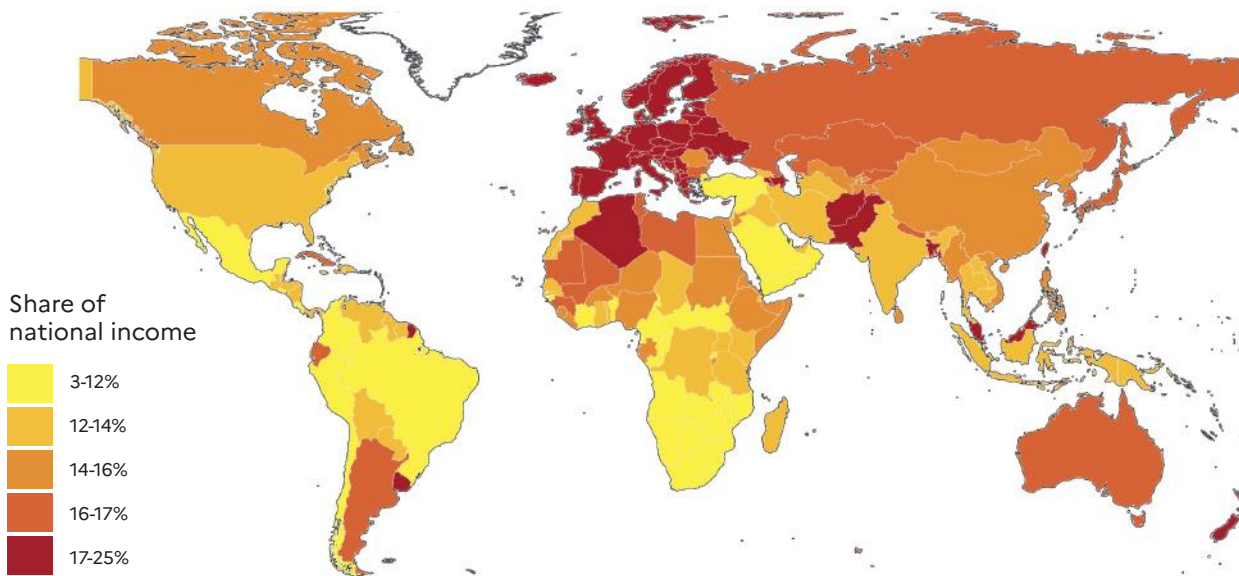 Share of
national income
3-12%
12-14%
14-16%
16-17%
17-25%